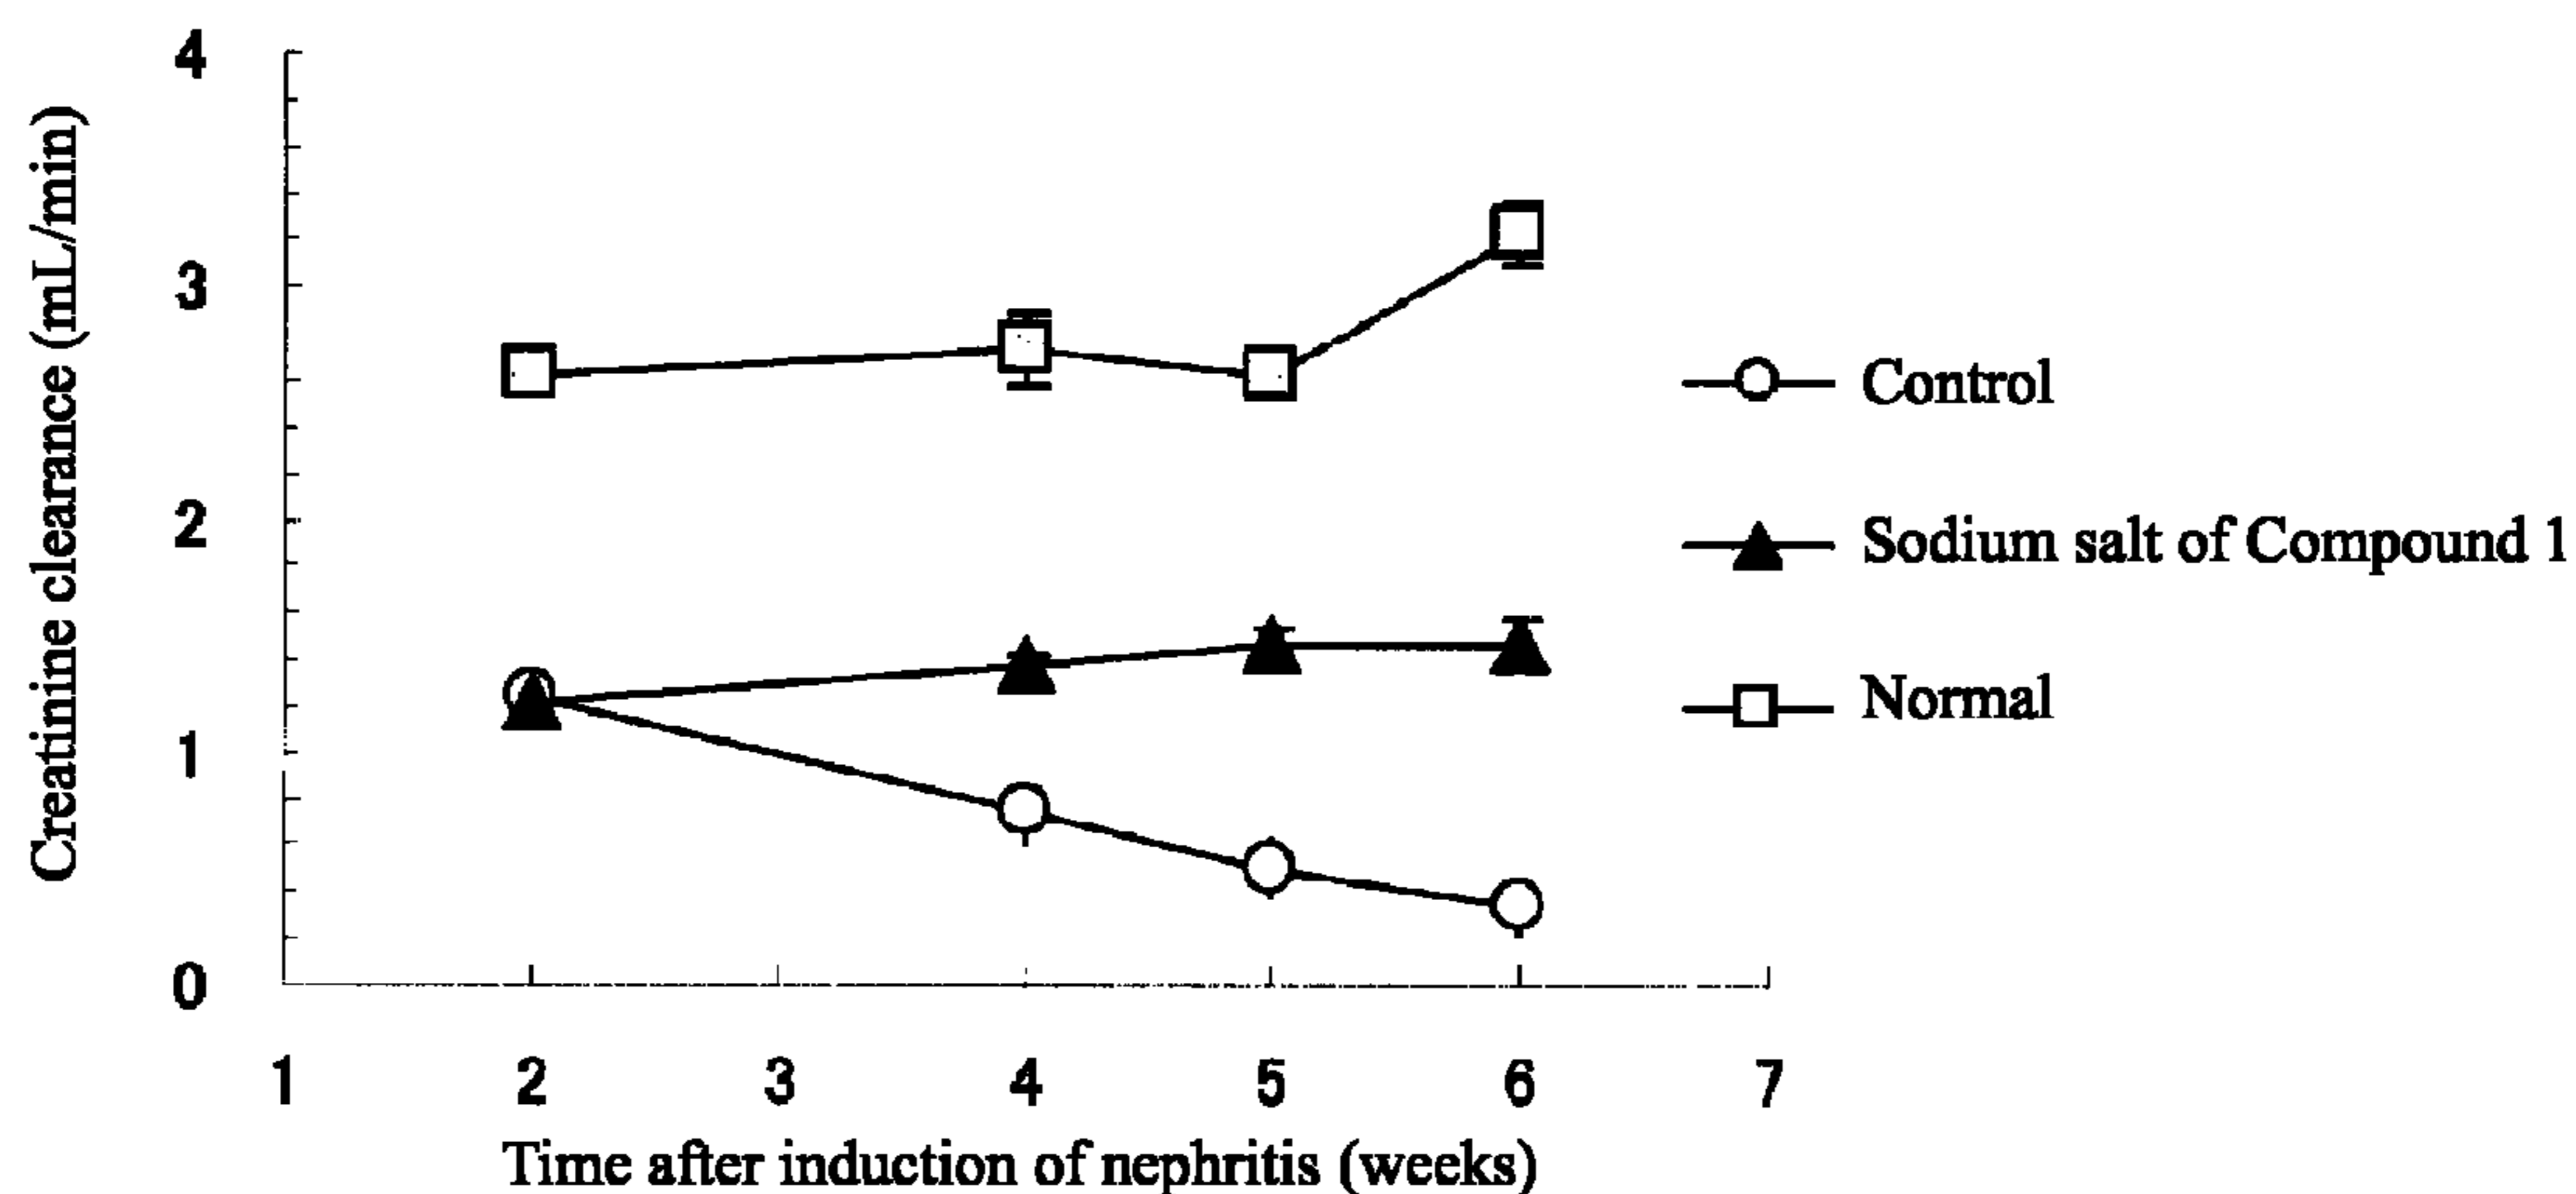 Creatinine clearance (mL/min)
4
3
2
1
0
1 2 3 4 5 6 7
Time after induction of nephritis (weeks)
Control
Sodium salt of Compound 1
Normal